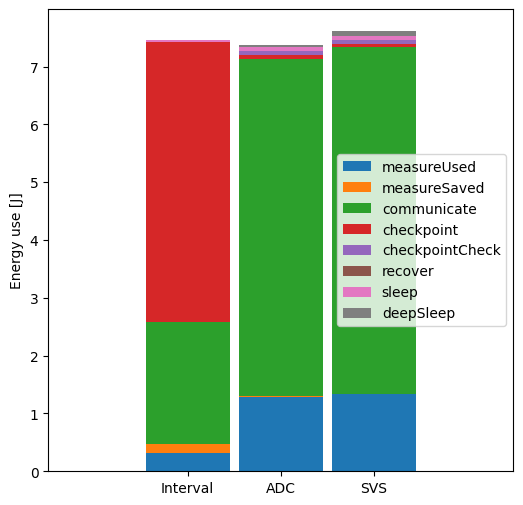 Energy use [J]
7
6
5
4
3
2
1
0
measureUsed
measureSaved
communicate
checkpoint
checkpointCheck
recover
sleep
deepSleep
Interval
ADC
SVS